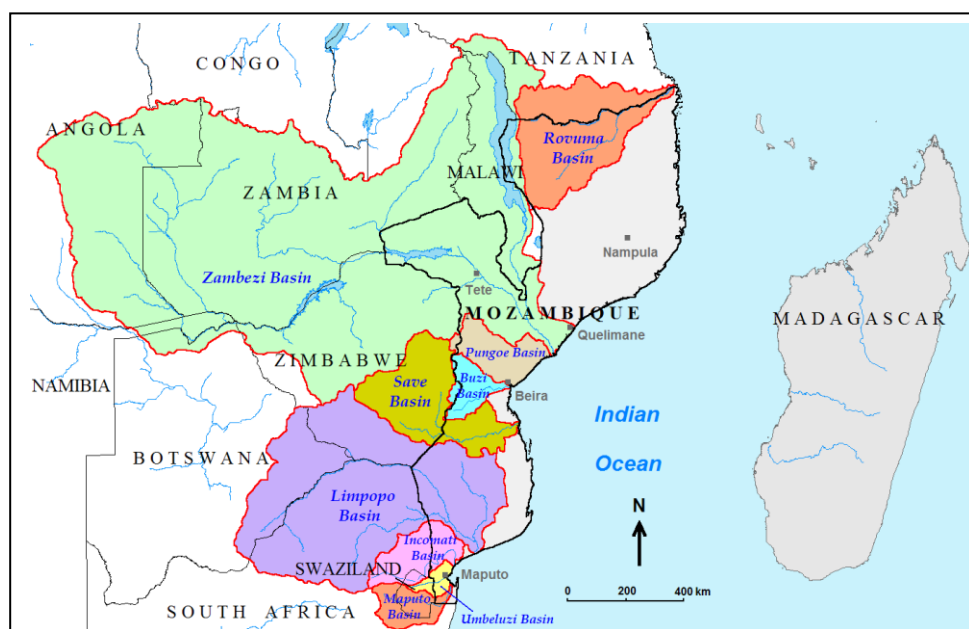 CONGO
TANZANIA
ANGOLA
Rovuma
Basin
MALAWI
ZAMBIA
Nampula
Zambezi Basin
Tete
MOZAMBIQUE
MADAGASCAR
Quelimane
Pungoe Basin
ZIMBABWE
NAMIBIA
Save
Basin
Buzi
Basin
Beira
Indian
Ocean
BOTSWANA
Limpopo
Basin
N
Incomati
Basin
SWAZILAND
Maputo
Maputo
Basin
0 200 400 km
SOUTH AFRICA
Umbeluzi Basin